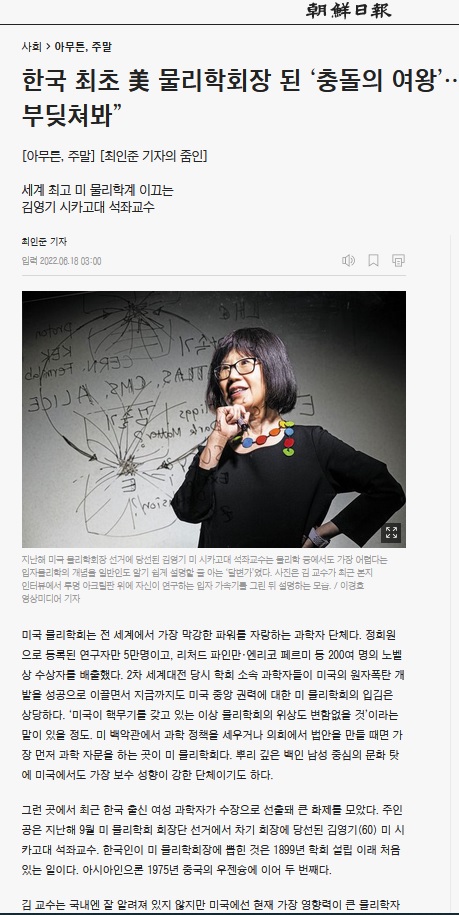 朝鮮日報
사회 > 아무튼, 주말
한국 최초 美 물리학회장 된 ‘충돌의 여왕’…
부딪쳐봐”
[아무튼, 주말] [최인준 기자의 줌인]
세계 최고 미 물리학계 이끄는
김영기 시카고대 석좌교수
최인준 기자
입력 2022.06.18 03:00
proton
KEK
CERN, Fermilab
ATLAS, CMS, ALICE
LHC
Higgs
Dark Matter
E
지난해 미국 물리학회장 선거에 당선된 김영기 미 시카고대 석좌교수는 물리학 중에서도 가장 어렵다는
입자물리학의 개념을 일반인도 알기 쉽게 설명할 줄 아는 ‘달변가’였다. 사진은 김 교수가 최근 본지
인터뷰에서 투명 아크릴판 위에 자신이 연구하는 입자 가속기를 그린 뒤 설명하는 모습. / 이경호
영상미디어 기자
미국 물리학회는 전 세계에서 가장 막강한 파워를 자랑하는 과학자 단체다. 정회원
으로 등록된 연구자만 5만명이고, 리처드 파인만·엔리코 페르미 등 200여 명의 노벨
상 수상자를 배출했다. 2차 세계대전 당시 학회 소속 과학자들이 미국의 원자폭탄 개
발을 성공으로 이끌면서 지금까지도 미국 중앙 권력에 대한 미 물리학회의 입김은
상당하다. ‘미국이 핵무기를 갖고 있는 이상 물리학회의 위상도 변함없을 것’이라는
말이 있을 정도. 미 백악관에서 과학 정책을 세우거나 의회에서 법안을 만들 때면 가
장 먼저 과학 자문을 하는 곳이 미 물리학회다. 뿌리 깊은 백인 남성 중심의 문화 탓
에 미국에서도 가장 보수 성향이 강한 단체이기도 하다.
그런 곳에서 최근 한국 출신 여성 과학자가 수장으로 선출돼 큰 화제를 모았다. 주인
공은 지난해 9월 미 물리학회 회장단 선거에서 차기 회장에 당선된 김영기(60) 미 시
카고대 석좌교수. 한국인이 미 물리학회장에 뽑힌 것은 1899년 학회 설립 이래 처음
있는 일이다. 아시아인으론 1975년 중국의 우젠슝에 이어 두 번째다.
김 교수는 국내엔 잘 알려져 있지 않지만 미국에선 현재 가장 영향력이 큰 물리학자